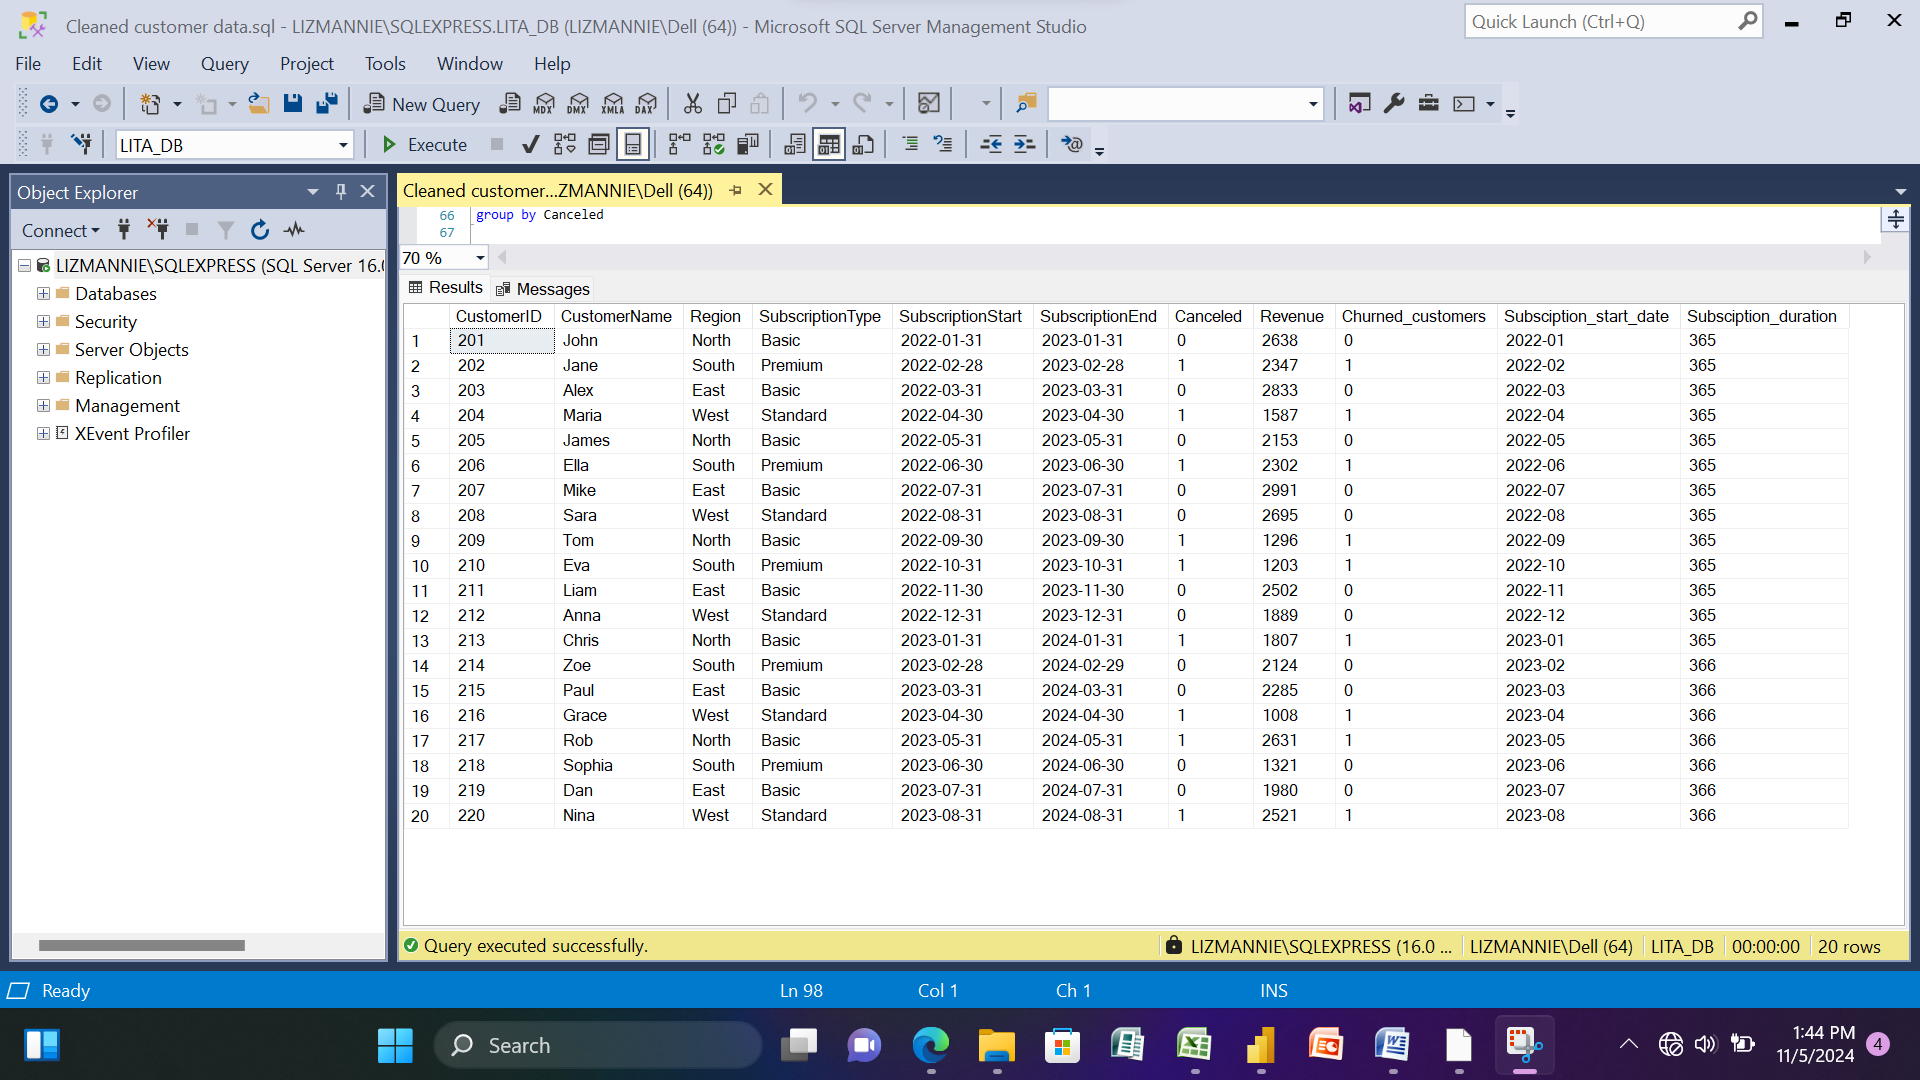 Cleaned customer data.sql - LIZMANNIE\SQLEXPRESS.LITA_DB (LIZMANNIE\Dell (64)) - Microsoft SQL Server Management Studio
Quick Launch (Ctrl+Q)
File Edit View Query Project Tools Window Help
New Query MDX DMX XMLA DAX
LITA_DB Execute
Object Explorer
Connect
LIZMANNIE\SQLEXPRESS (SQL Server 16.0
Databases
Security
Server Objects
Replication
Management
XEvent Profiler
Cleaned customer...ZMANNIE\Dell (64))
66 group by Canceled
67
70 %
Results Messages
CustomerID CustomerName Region SubscriptionType SubscriptionStart SubscriptionEnd Canceled Revenue Churned_customers Subsciption_start_date Subsciption_duration
1 201 John North Basic 2022-01-31 2023-01-31 0 2638 0 2022-01 365
2 202 Jane South Premium 2022-02-28 2023-02-28 1 2347 1 2022-02 365
3 203 Alex East Basic 2022-03-31 2023-03-31 0 2833 0 2022-03 365
4 204 Maria West Standard 2022-04-30 2023-04-30 1 1587 1 2022-04 365
5 205 James North Basic 2022-05-31 2023-05-31 0 2153 0 2022-05 365
6 206 Ella South Premium 2022-06-30 2023-06-30 1 2302 1 2022-06 365
7 207 Mike East Basic 2022-07-31 2023-07-31 0 2991 0 2022-07 365
8 208 Sara West Standard 2022-08-31 2023-08-31 0 2695 0 2022-08 365
9 209 Tom North Basic 2022-09-30 2023-09-30 1 1296 1 2022-09 365
10 210 Eva South Premium 2022-10-31 2023-10-31 1 1203 1 2022-10 365
11 211 Liam East Basic 2022-11-30 2023-11-30 0 2502 0 2022-11 365
12 212 Anna West Standard 2022-12-31 2023-12-31 0 1889 0 2022-12 365
13 213 Chris North Basic 2023-01-31 2024-01-31 1 1807 1 2023-01 365
14 214 Zoe South Premium 2023-02-28 2024-02-29 0 2124 0 2023-02 366
15 215 Paul East Basic 2023-03-31 2024-03-31 0 2285 0 2023-03 366
16 216 Grace West Standard 2023-04-30 2024-04-30 1 1008 1 2023-04 366
17 217 Rob North Basic 2023-05-31 2024-05-31 1 2631 1 2023-05 366
18 218 Sophia South Premium 2023-06-30 2024-06-30 0 1321 0 2023-06 366
19 219 Dan East Basic 2023-07-31 2024-07-31 0 1980 0 2023-07 366
20 220 Nina West Standard 2023-08-31 2024-08-31 1 2521 1 2023-08 366
Query executed successfully. LIZMANNIE\SQLEXPRESS (16.0 ... LIZMANNIE\Dell (64) LITA_DB 00:00:00 20 rows
Ready Ln 98 Col 1 Ch 1 INS
Search
1:44 PM
11/5/2024
4